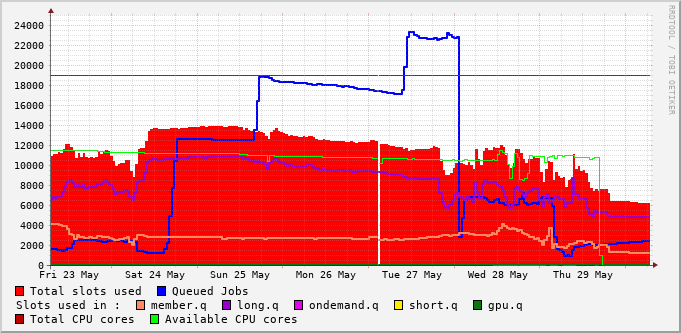 24000
22000
20000
18000
16000
14000
12000
10000
8000
6000
4000
2000
0
Fri 23 May Sat 24 May Sun 25 May Mon 26 May Tue 27 May Wed 28 May Thu 29 May
Total slots used Queued Jobs
Slots used in : member.q long.q ondemand.q short.q gpu.q
Total CPU cores Available CPU cores
RRDTOOL / TOBI OETIKER